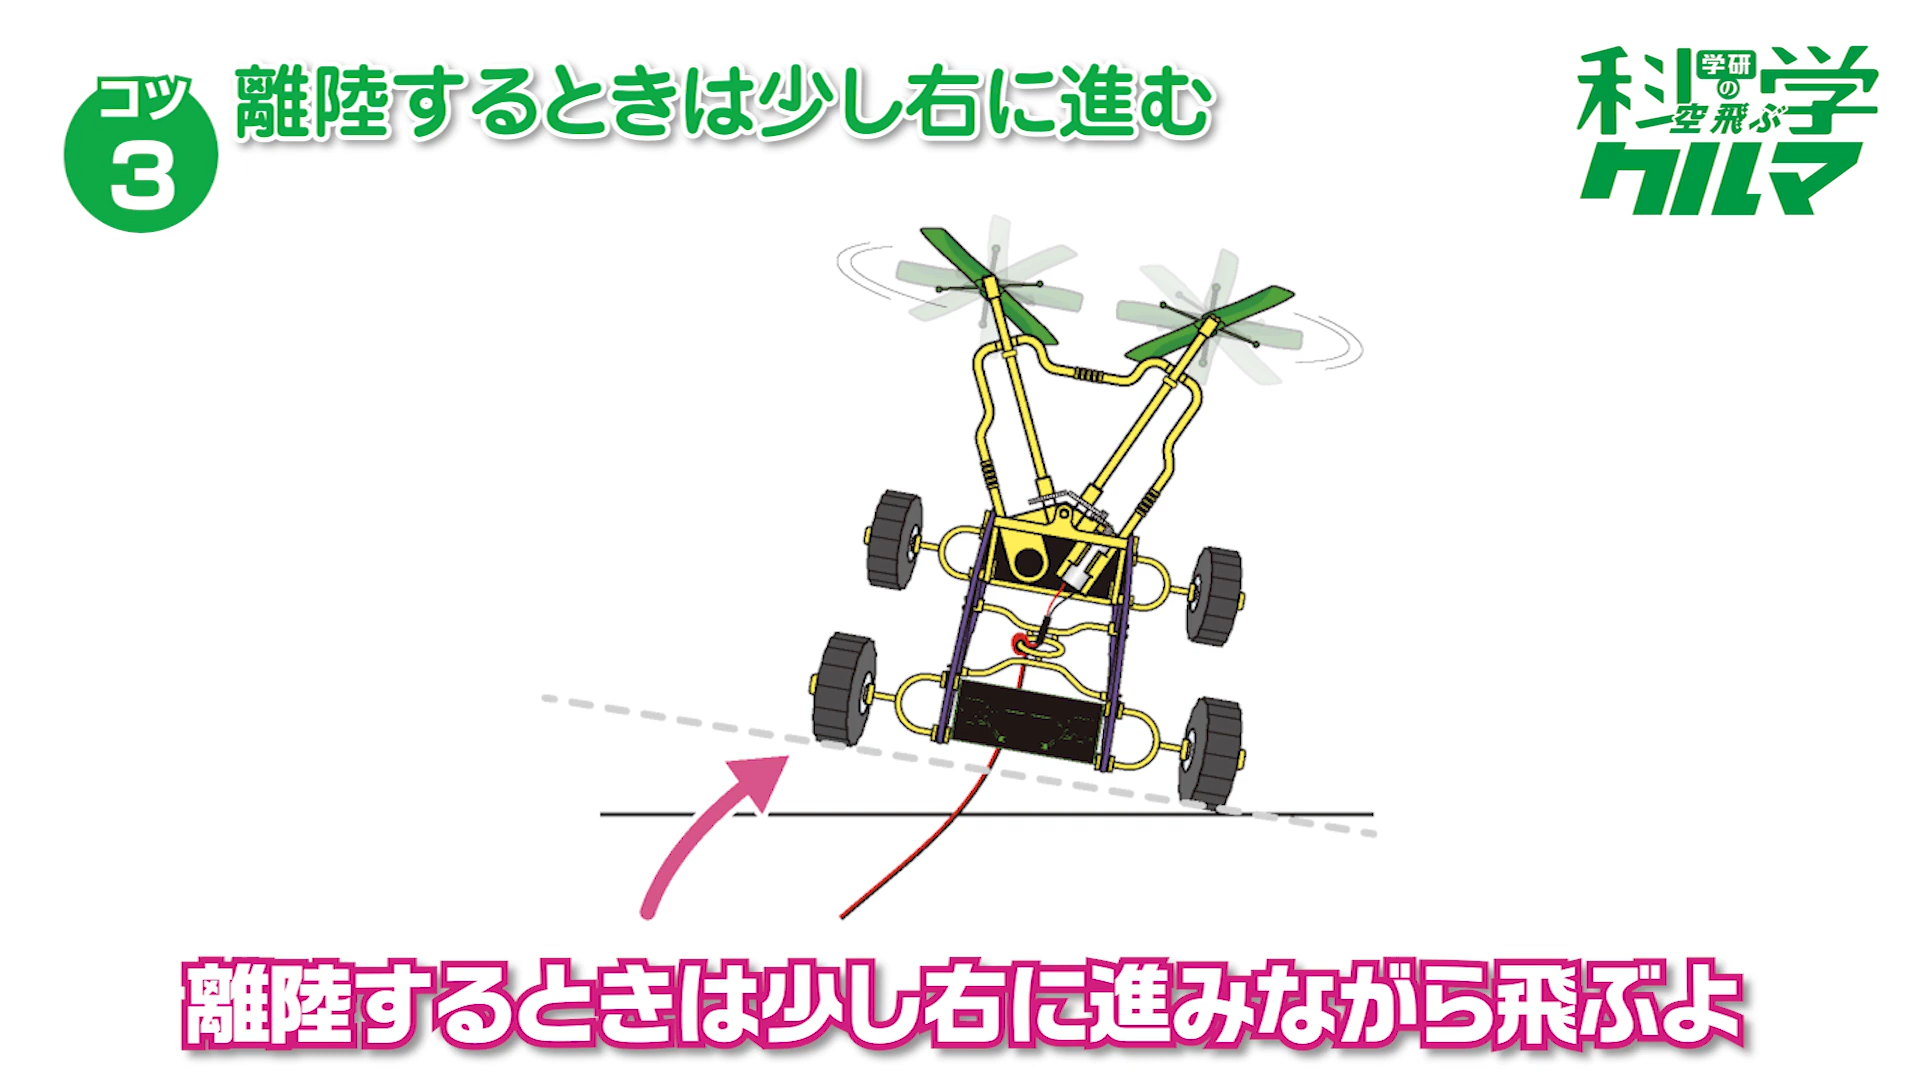 コツ
3
離陸するときは少し右に進む
学研の
科学
空飛ぶ
クルマ
離陸するときは少し右に進みながら飛ぶよ